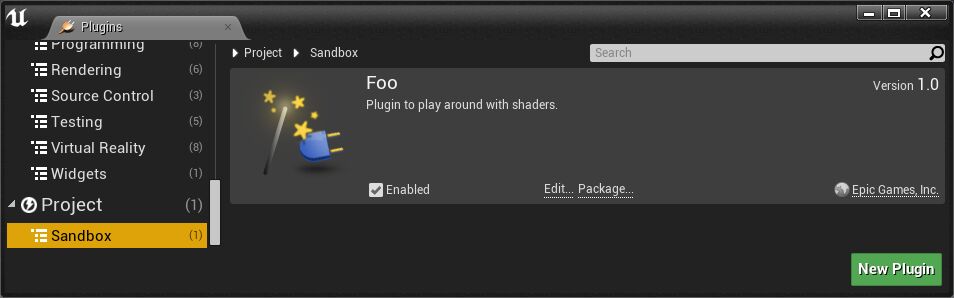 Plugins
Programming (8)
Rendering (6)
Source Control (3)
Testing (5)
Virtual Reality (8)
Widgets (1)
Project (1)
Sandbox (1)
Project Sandbox
Search
Foo
Version 1.0
Plugin to play around with shaders.
Enabled
Edit... Package...
Epic Games, Inc.
New Plugin